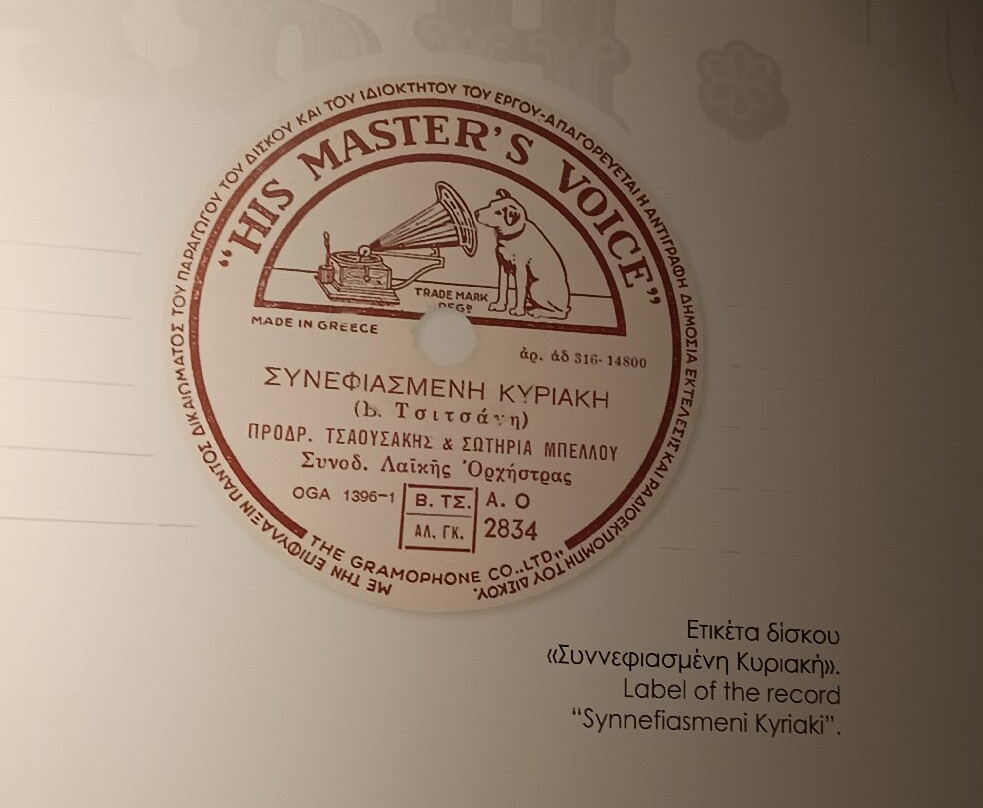 ΜΕ ΤΗΝ ΕΠΙΦΥΛΑΞΙΝ ΠΑΝΤΟΣ ΔΙΚΑΙΩΜΑΤΟΣ ΤΟΥ ΠΑΡΑΓΩΓΟΥ ΤΟΥ ΔΙΣΚΟΥ ΚΑΙ ΤΟΥ ΙΔΙΟΚΤΗΤΟΥ ΤΟΥ ΕΡΓΟΥ-ΑΠΑΓΟΡΕΥΕΤΑΙ Η ΑΝΤΙΓΡΑΦΗ ΔΗΜΟΣΙΑ ΕΚΤΕΛΕΣΙΣ ΚΑΙ ΡΑΔΙΟΕΚΠΟΜΠΗ ΤΟΥ ΔΙΣΚΟΥ.
“HIS MASTER'S VOICE”
TRADE MARK
REGD
MADE IN GREECE
ἀρ. ἀδ 316-14800
ΣΥΝΕΦΙΑΣΜΕΝΗ ΚΥΡΙΑΚΗ
(Β. Τσιτσάνη)
ΠΡΟΔΡ. ΤΣΑΟΥΣΑΚΗΣ & ΣΩΤΗΡΙΑ ΜΠΕΛΛΟΥ
Συνοδ. Λαϊκῆς Ὀρχήστρας
OGA 1396-1
Β. ΤΣ.
ΑΛ. ΓΚ.
A. O
2834
THE GRAMOPHONE CO., LTD.,
Ετικέτα δίσκου
«Συννεφιασμένη Κυριακή».
Label of the record
“Synnefiasmeni Kyriaki”.